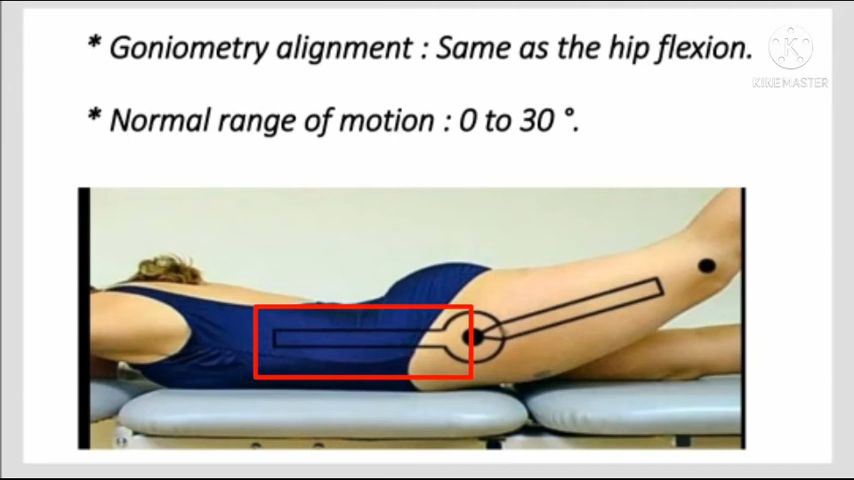 * Goniometry alignment : Same as the hip flexion.
K
KINEMASTER
* Normal range of motion : 0 to 30 °.